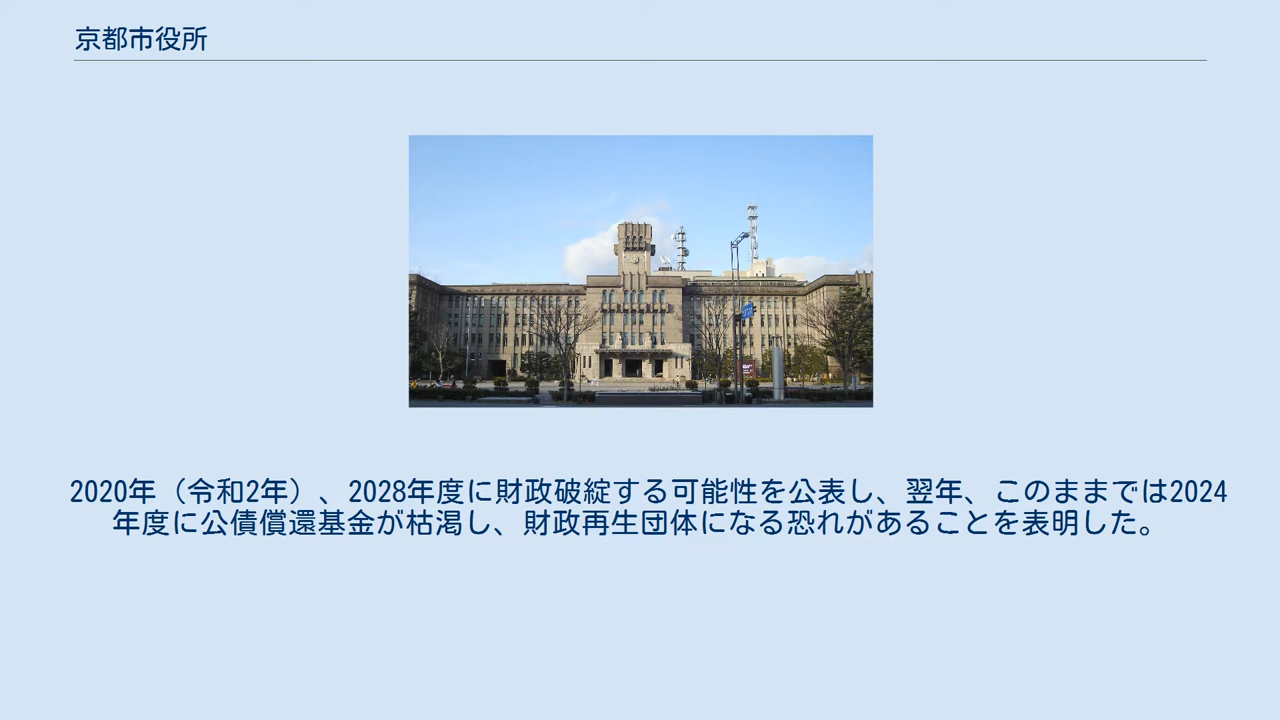 京都市役所
2020年（令和2年）、2028年度に財政破綻する可能性を公表し、翌年、このままでは2024
年度に公債償還基金が枯渇し、財政再生団体になる恐れがあることを表明した。